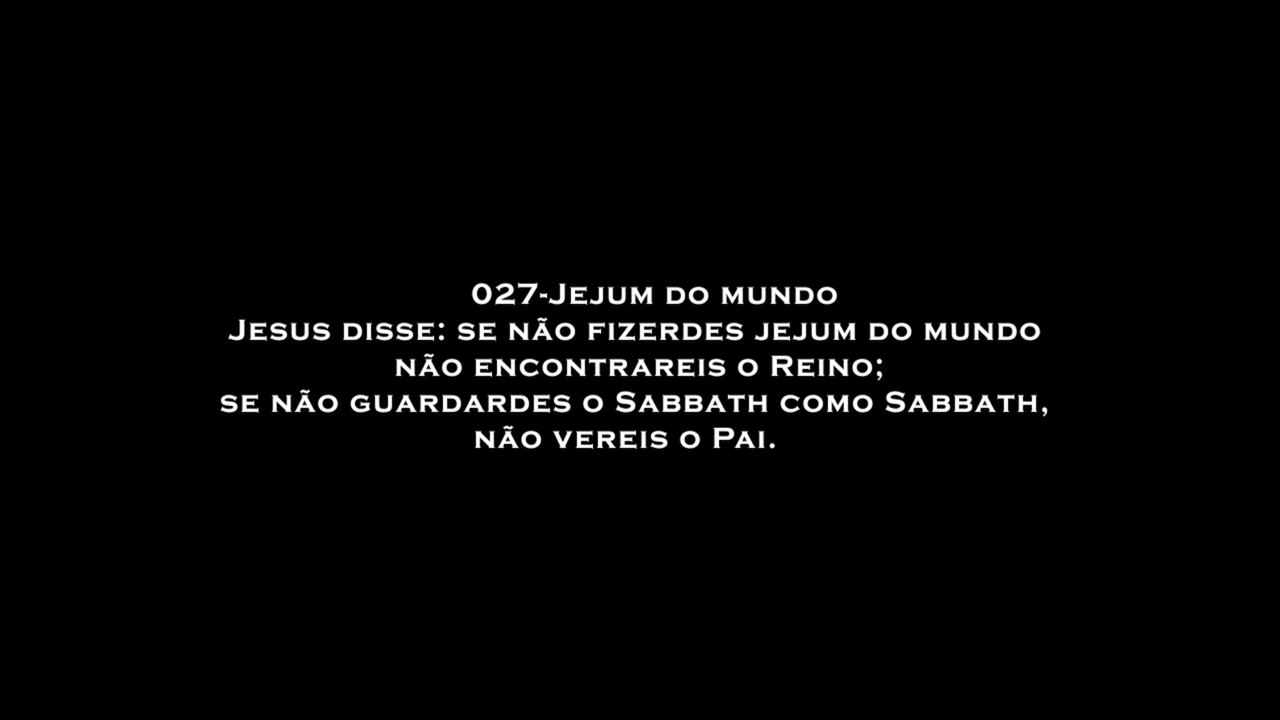 027-Jejum do mundo
Jesus disse: se não fizerdes jejum do mundo
não encontrareis o Reino;
se não guardardes o Sabbath como Sabbath,
não vereis o Pai.